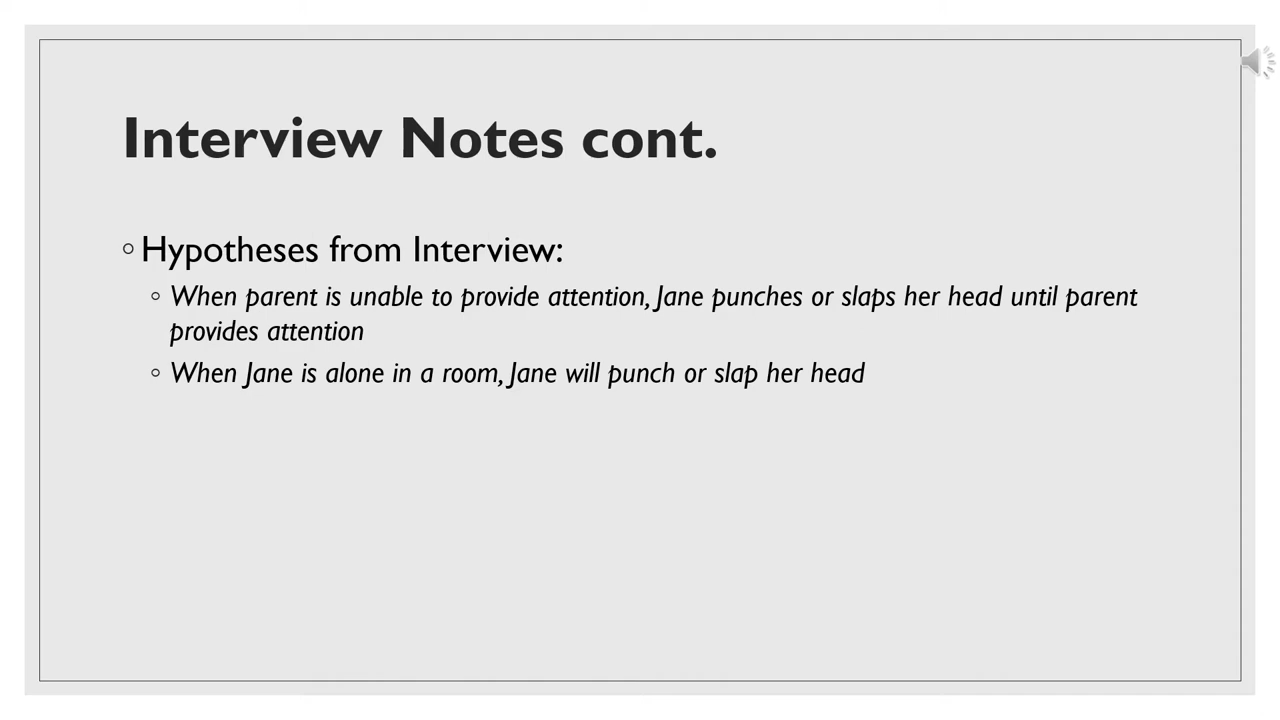 Interview Notes cont.
Hypotheses from Interview:
When parent is unable to provide attention, Jane punches or slaps her head until parent
provides attention
When Jane is alone in a room, Jane will punch or slap her head